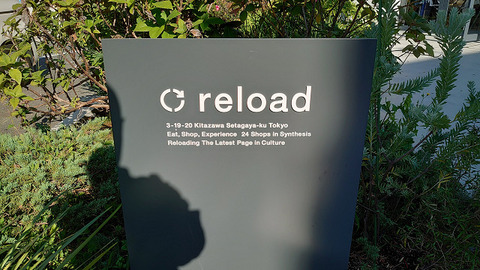 reload
3-19-20 Kitazawa Setagaya-ku Tokyo
Eat, Shop, Experience 24 Shops in Synthesis
Reloading The Latest Page in Culture